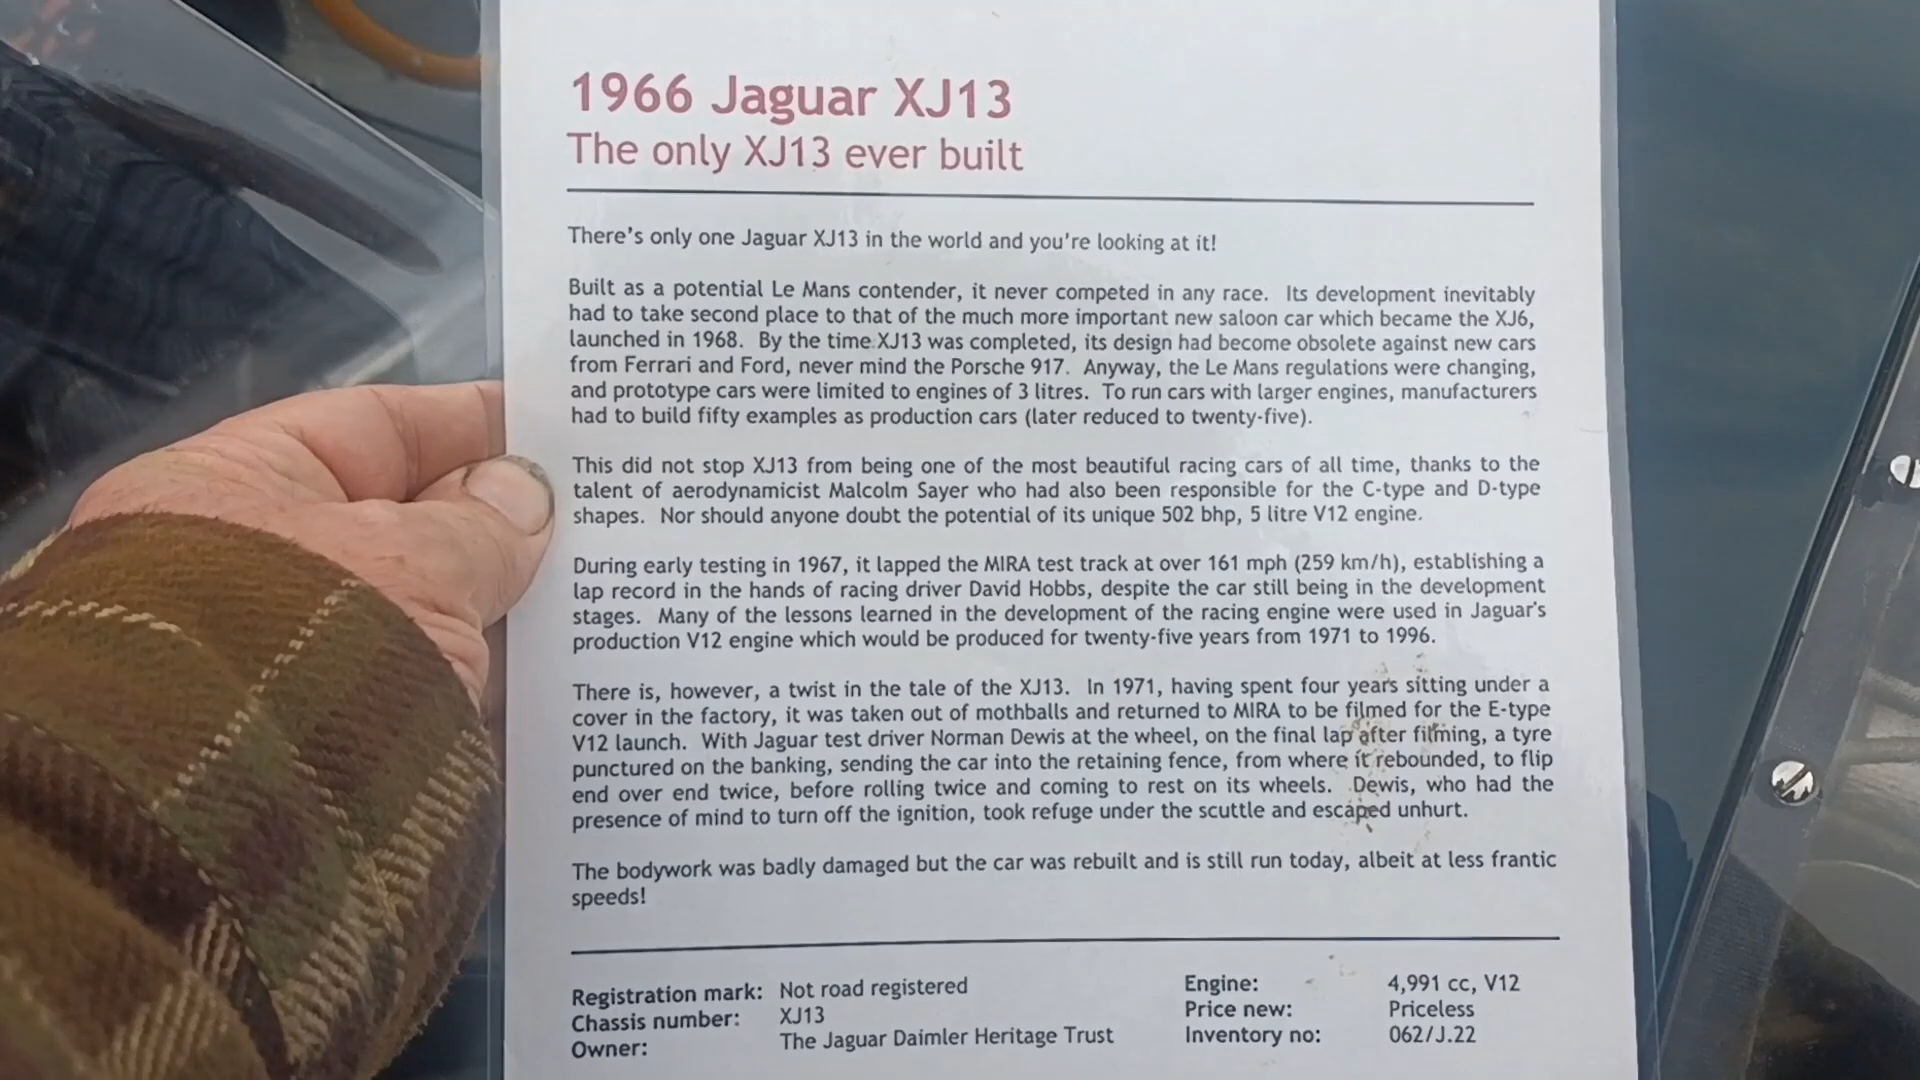 1966 Jaguar XJ13
The only XJ13 ever built
There's only one Jaguar XJ13 in the world and you're looking at it!
Built as a potential Le Mans contender, it never competed in any race. Its development inevitably
had to take second place to that of the much more important new saloon car which became the XJ6,
launched in 1968. By the time XJ13 was completed, its design had become obsolete against new cars
from Ferrari and Ford, never mind the Porsche 917. Anyway, the Le Mans regulations were changing,
and prototype cars were limited to engines of 3 litres. To run cars with larger engines, manufacturers
had to build fifty examples as production cars (later reduced to twenty-five).
This did not stop XJ13 from being one of the most beautiful racing cars of all time, thanks to the
talent of aerodynamicist Malcolm Sayer who had also been responsible for the C-type and D-type
shapes. Nor should anyone doubt the potential of its unique 502 bhp, 5 litre V12 engine.
During early testing in 1967, it lapped the MIRA test track at over 161 mph (259 km/h), establishing a
lap record in the hands of racing driver David Hobbs, despite the car still being in the development
stages. Many of the lessons learned in the development of the racing engine were used in Jaguar's
production V12 engine which would be produced for twenty-five years from 1971 to 1996.
There is, however, a twist in the tale of the XJ13. In 1971, having spent four years sitting under a
cover in the factory, it was taken out of mothballs and returned to MIRA to be filmed for the E-type
V12 launch. With Jaguar test driver Norman Dewis at the wheel, on the final lap after filming, a tyre
punctured on the banking, sending the car into the retaining fence, from where it rebounded, to flip
end over end twice, before rolling twice and coming to rest on its wheels. Dewis, who had the
presence of mind to turn off the ignition, took refuge under the scuttle and escaped unhurt.
The bodywork was badly damaged but the car was rebuilt and is still run today, albeit at less frantic
speeds!
Registration mark: Not road registered
Chassis number: XJ13
Owner: The Jaguar Daimler Heritage Trust
Engine: 4,991 cc, V12
Price new: Priceless
Inventory no: 062/J.22